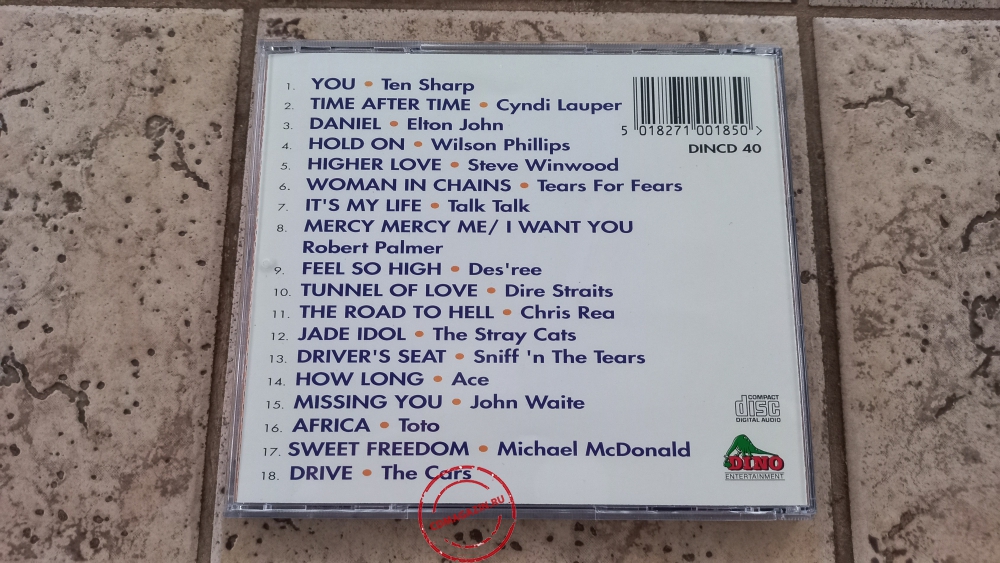 1. YOU • Ten Sharp
2. TIME AFTER TIME • Cyndi Lauper
3. DANIEL • Elton John
4. HOLD ON • Wilson Phillips
5. HIGHER LOVE • Steve Winwood
6. WOMAN IN CHAINS • Tears For Fears
7. IT'S MY LIFE • Talk Talk
8. MERCY MERCY ME/ I WANT YOU
Robert Palmer
9. FEEL SO HIGH • Des'ree
10. TUNNEL OF LOVE • Dire Straits
11. THE ROAD TO HELL • Chris Rea
12. JADE IDOL • The Stray Cats
13. DRIVER'S SEAT • Sniff 'n The Tears
14. HOW LONG • Ace
15. MISSING YOU • John Waite
16. AFRICA • Toto
17. SWEET FREEDOM • Michael McDonald
18. DRIVE • The Cars
5 018271 001850 >
DINCD 40
COMPACT
disc
DIGITAL AUDIO
DINO
ENTERTAINMENT